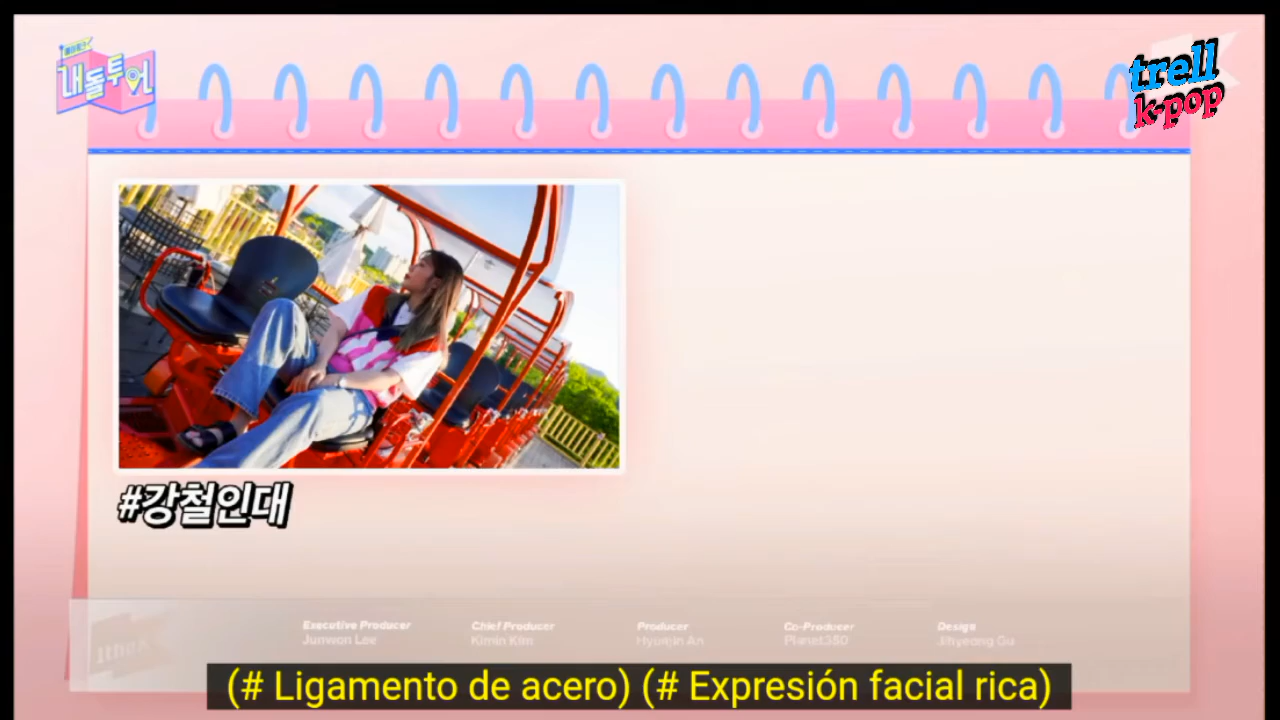 내돌투어
trell
k-pop
#강철인대
Executive Producer
Junwon Lee
Chief Producer
Kimin Kim
Producer
Hyunjin An
Co-Producer
Planet380
Design
Jihyeong Gu
(# Ligamento de acero) (# Expresión facial rica)